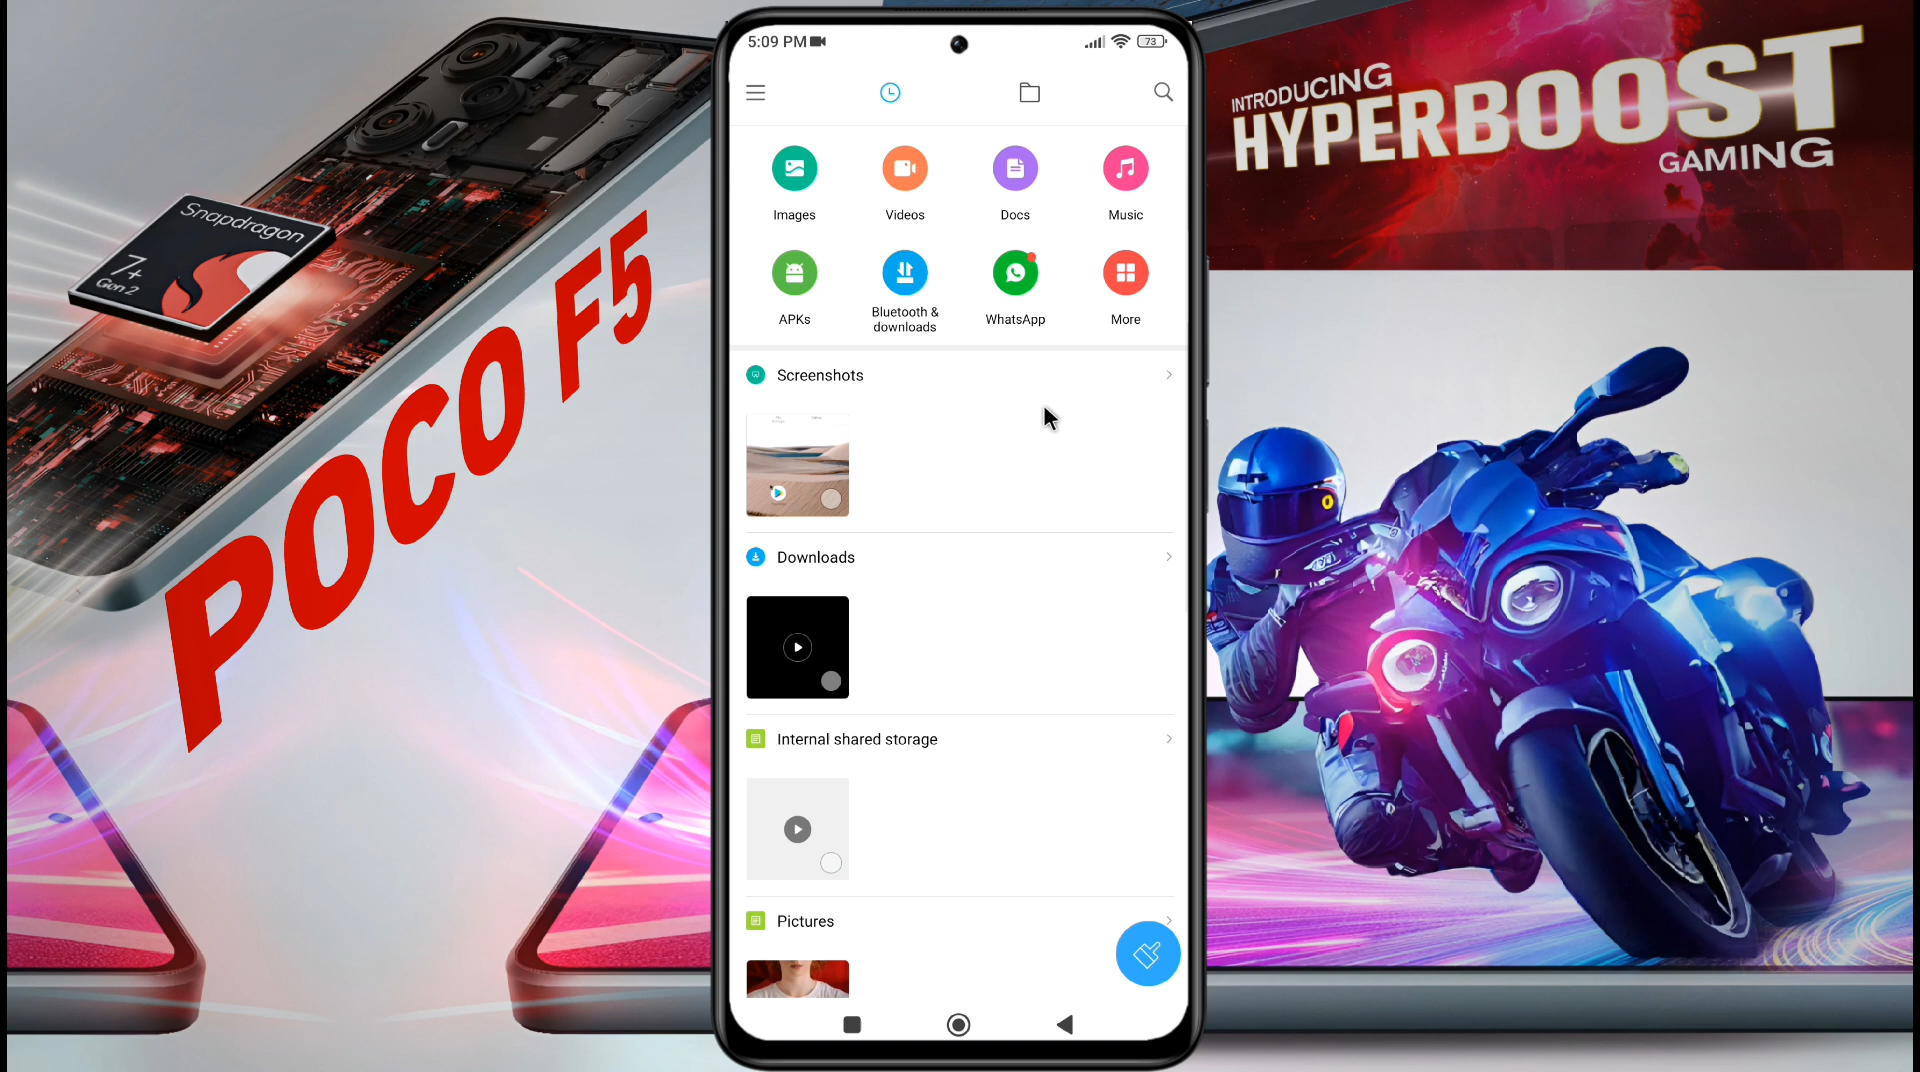 Snapdragon
7+
Gen 2
POCO F5
5:09 PM
73
Images
Videos
Docs
Music
APKs
Bluetooth &
downloads
WhatsApp
More
Screenshots
Downloads
Internal shared storage
Pictures
INTRODUCING
HYPERBOOST
GAMING